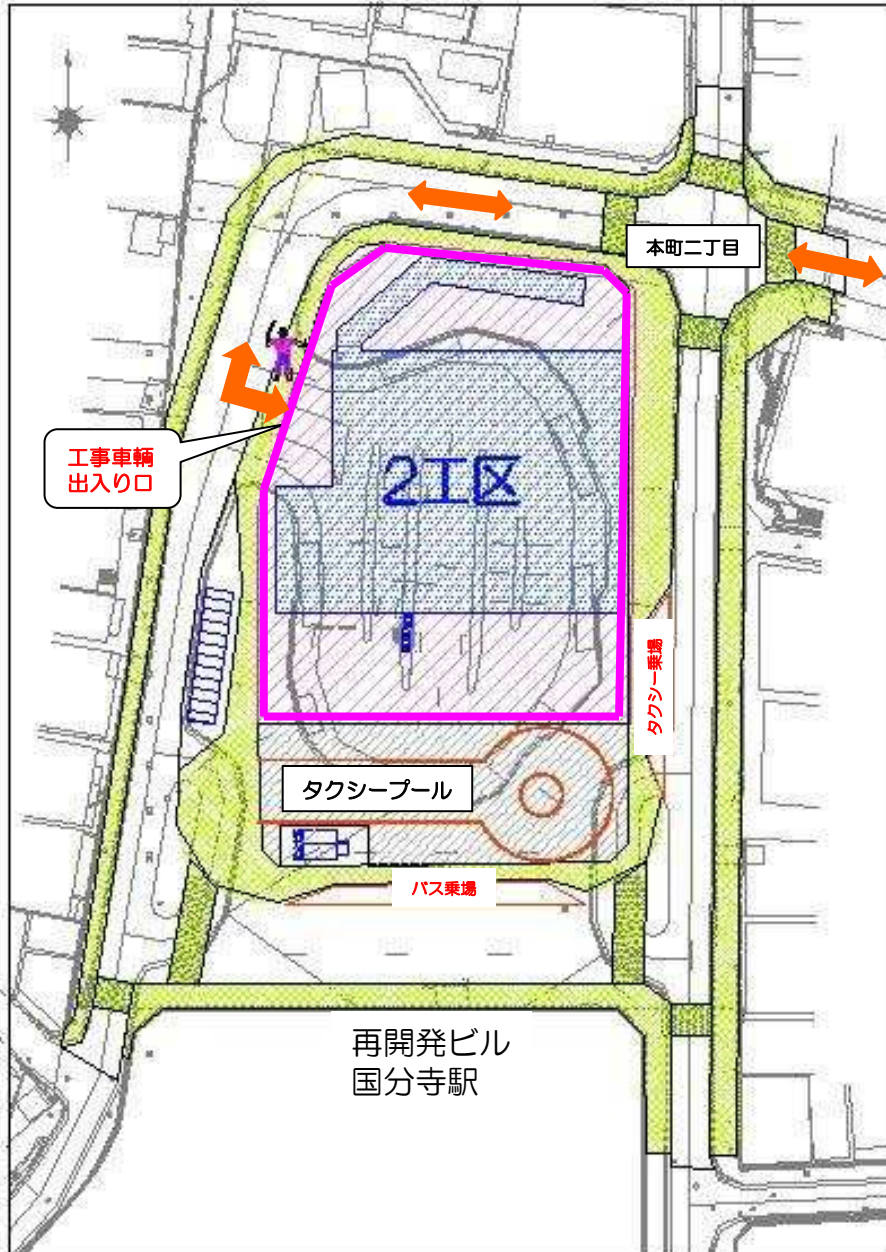 本町二丁目
工事車輌
出入り口
2工区
タクシー乗場
タクシープール
バス乗場
再開発ビル
国分寺駅